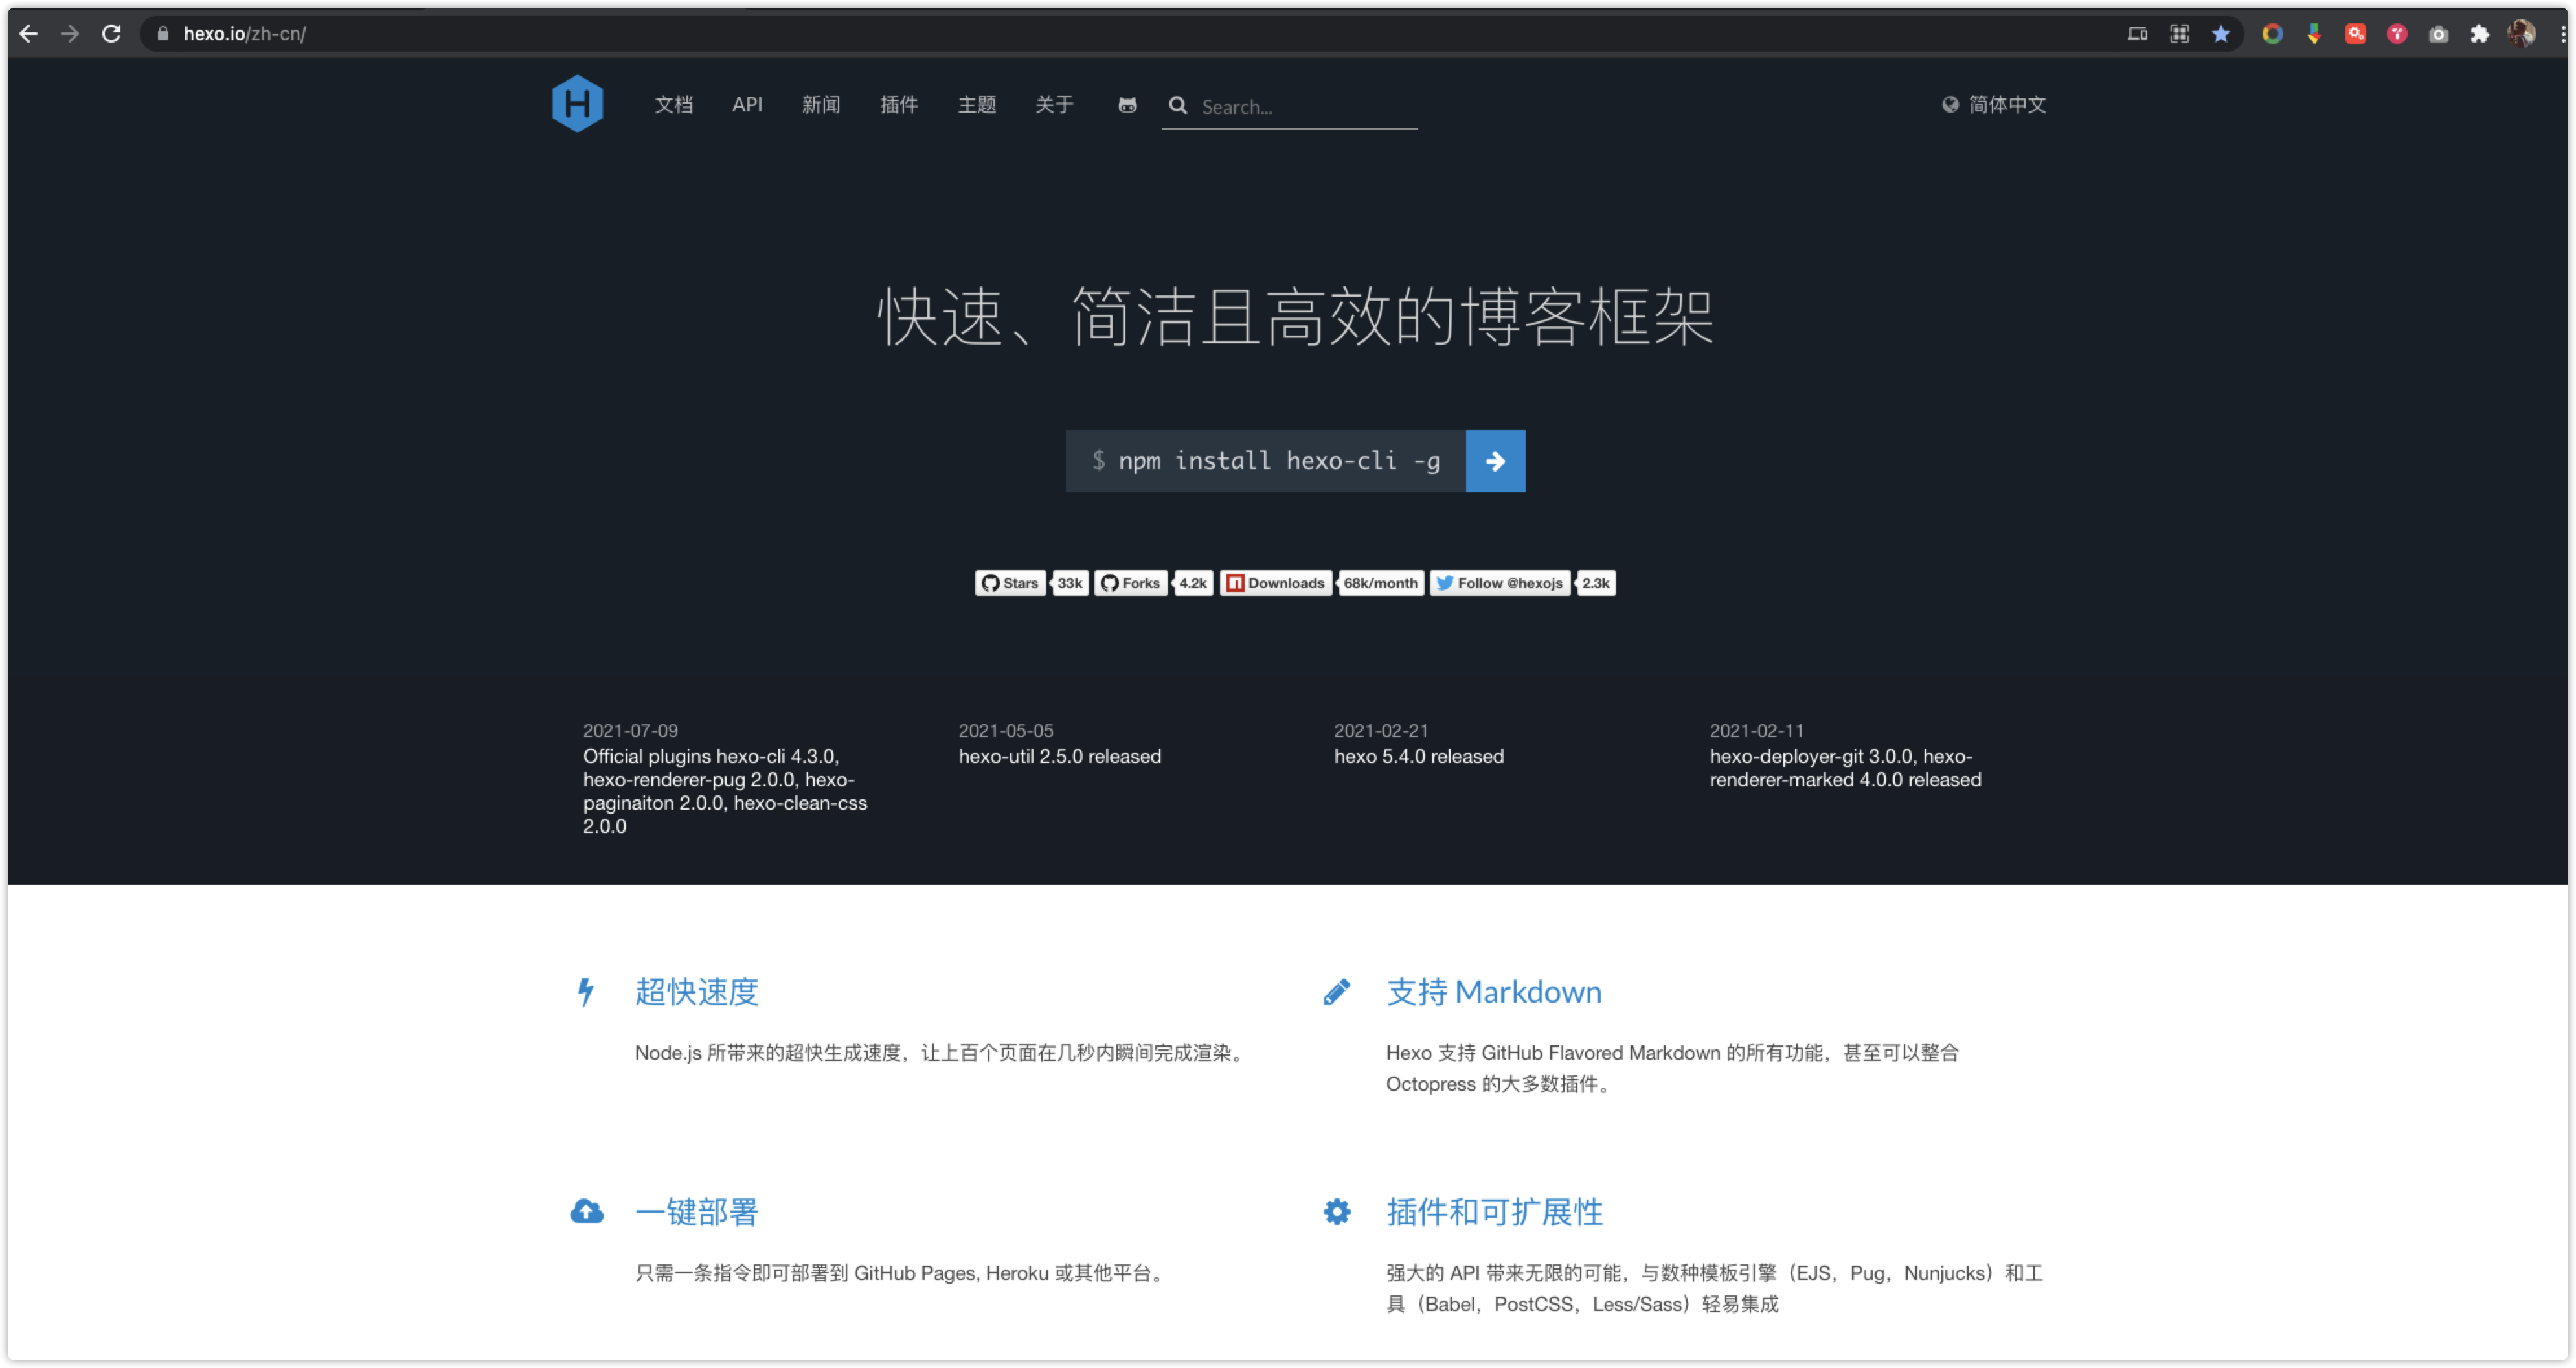 hexo.io/zh-cn/
H 文档 API 新闻 插件 主题 关于 Search... 简体中文
快速、简洁且高效的博客框架
$ npm install hexo-cli -g
Stars 33k Forks 4.2k Downloads 68k/month Follow @hexojs 2.3k
2021-07-09
Official plugins hexo-cli 4.3.0,
hexo-renderer-pug 2.0.0, hexo-
paginaiton 2.0.0, hexo-clean-css
2.0.0
2021-05-05
hexo-util 2.5.0 released
2021-02-21
hexo 5.4.0 released
2021-02-11
hexo-deployer-git 3.0.0, hexo-
renderer-marked 4.0.0 released
超快速度
Node.js 所带来的超快生成速度，让上百个页面在几秒内瞬间完成渲染。
支持 Markdown
Hexo 支持 GitHub Flavored Markdown 的所有功能，甚至可以整合
Octopress 的大多数插件。
一键部署
只需一条指令即可部署到 GitHub Pages, Heroku 或其他平台。
插件和可扩展性
强大的 API 带来无限的可能，与数种模板引擎（EJS，Pug，Nunjucks）和工
具（Babel，PostCSS，Less/Sass）轻易集成